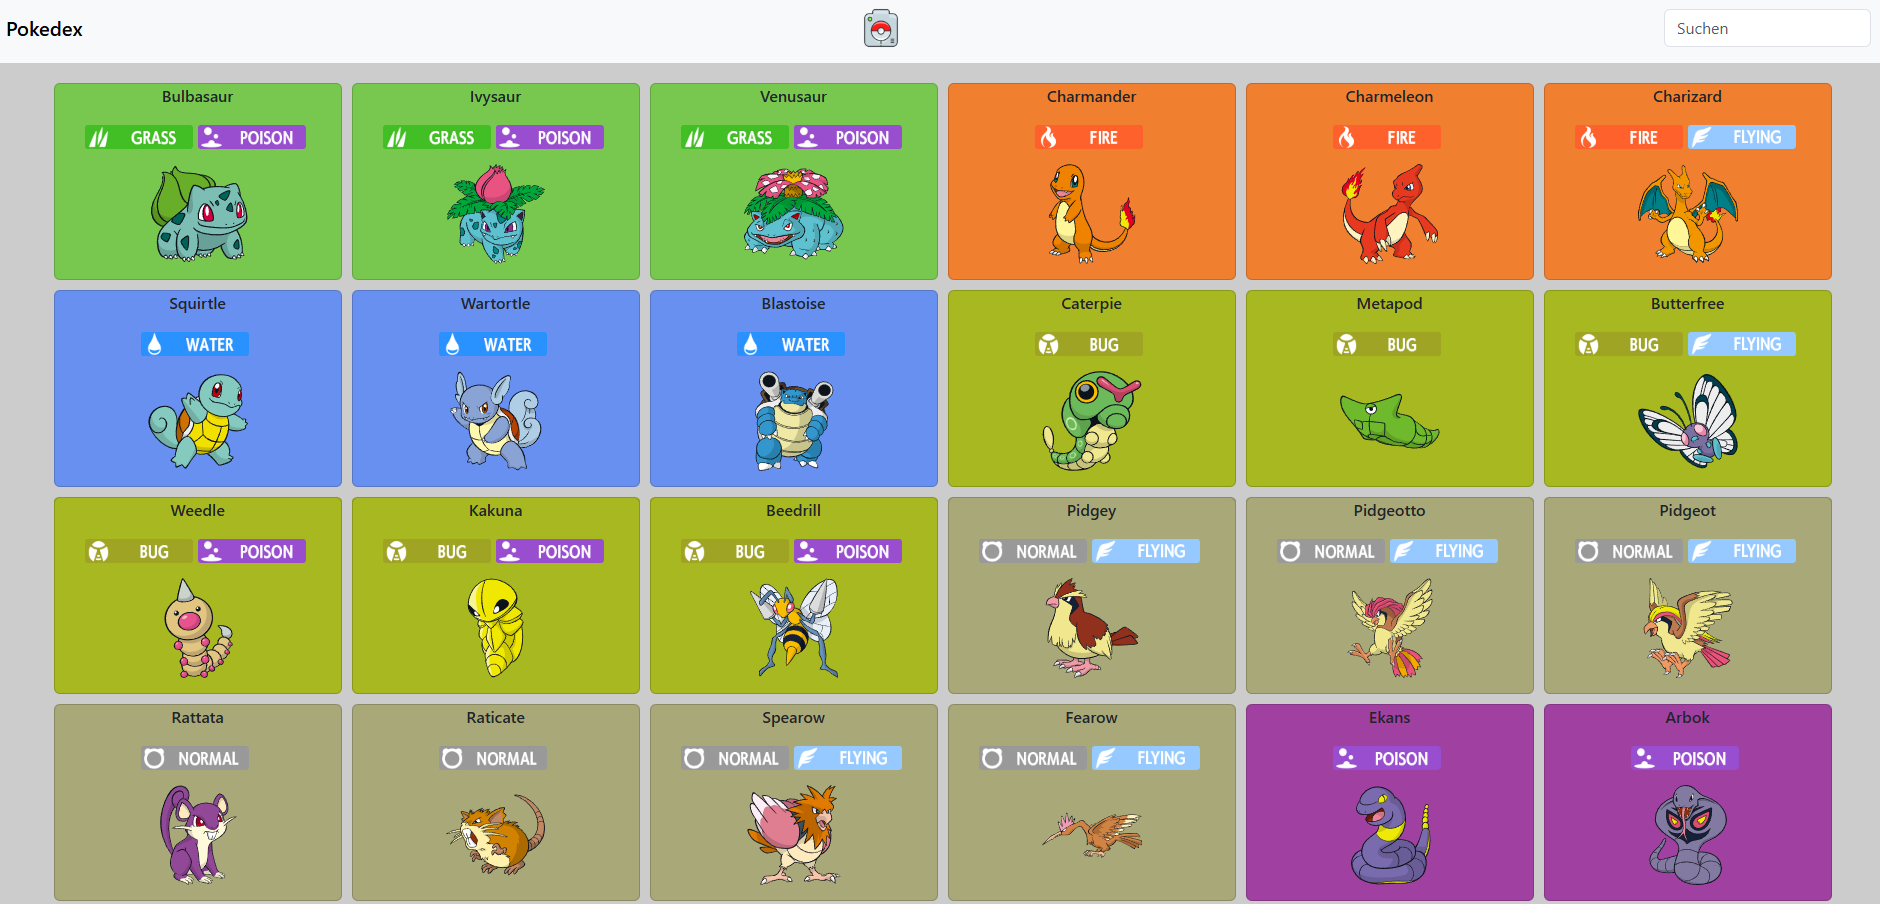 Pokedex
Suchen
Bulbasaur Ivysaur Venusaur Charmander Charmeleon Charizard
GRASS POISON GRASS POISON GRASS POISON FIRE FIRE FIRE FLYING
Squirtle Wartortle Blastoise Caterpie Metapod Butterfree
WATER WATER WATER BUG BUG BUG FLYING
Weedle Kakuna Beedrill Pidgey Pidgeotto Pidgeot
BUG POISON BUG POISON BUG POISON NORMAL FLYING NORMAL FLYING NORMAL FLYING
Rattata Raticate Spearow Fearow Ekans Arbok
NORMAL NORMAL NORMAL FLYING NORMAL FLYING POISON POISON